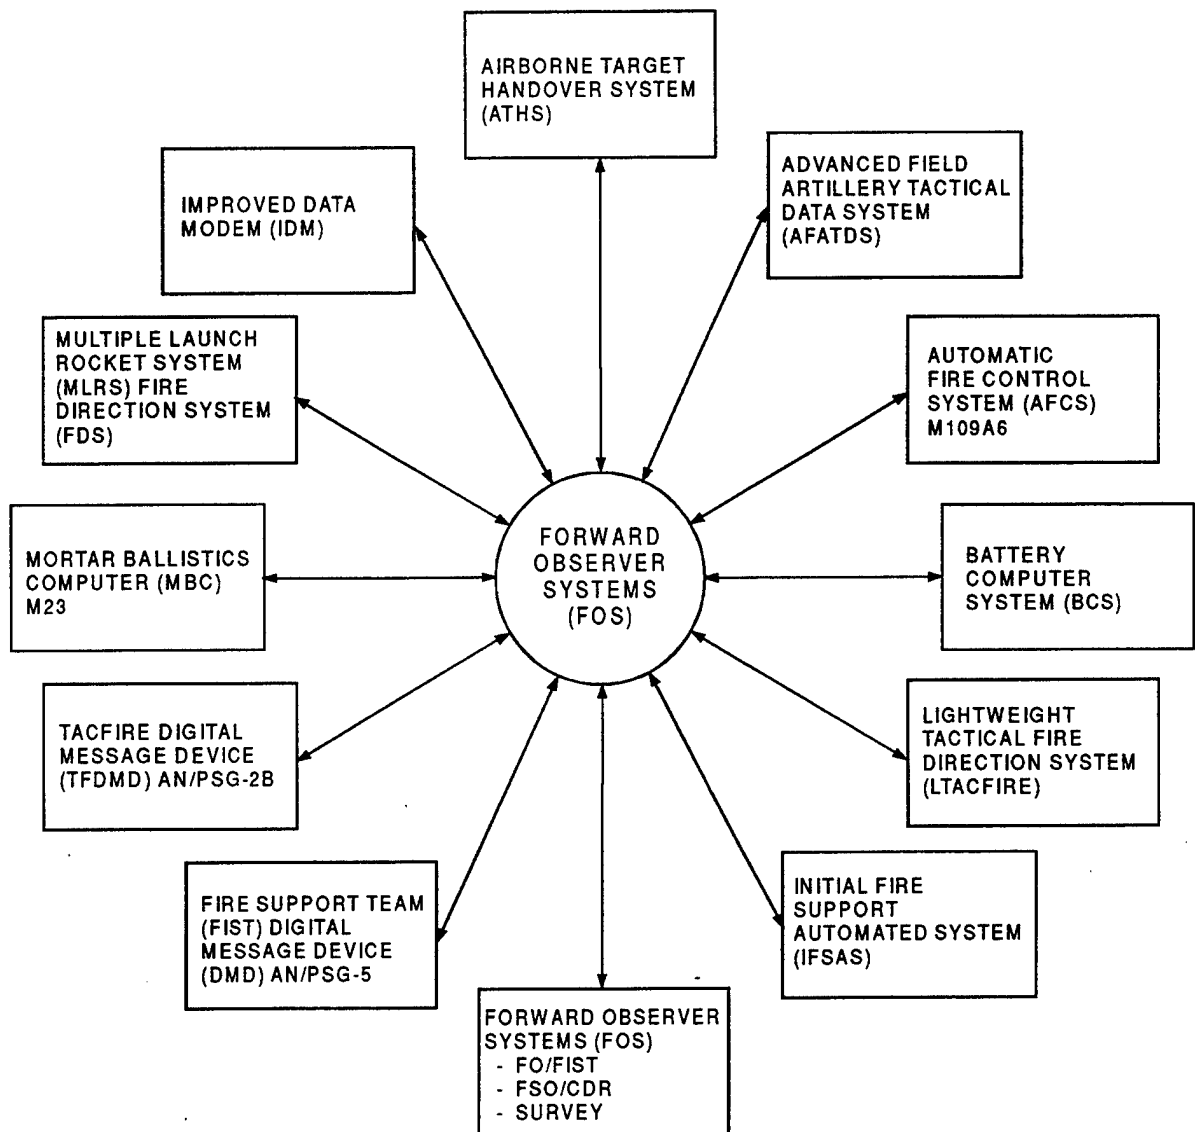 AIRBORNE TARGET
HANDOVER SYSTEM
(ATHS)
ADVANCED FIELD
ARTILLERY TACTICAL
DATA SYSTEM
(AFATDS)
IMPROVED DATA
MODEM (IDM)
MULTIPLE LAUNCH
ROCKET SYSTEM
(MLRS) FIRE
DIRECTION SYSTEM
(FDS)
AUTOMATIC
FIRE CONTROL
SYSTEM (AFCS)
M109A6
FORWARD
OBSERVER
SYSTEMS
(FOS)
MORTAR BALLISTICS
COMPUTER (MBC)
M23
BATTERY
COMPUTER
SYSTEM (BCS)
TACFIRE DIGITAL
MESSAGE DEVICE
(TFDMD) AN/PSG-2B
LIGHTWEIGHT
TACTICAL FIRE
DIRECTION SYSTEM
(LTACFIRE)
FIRE SUPPORT TEAM
(FIST) DIGITAL
MESSAGE DEVICE
(DMD) AN/PSG-5
INITIAL FIRE
SUPPORT
AUTOMATED SYSTEM
(IFSAS)
FORWARD OBSERVER
SYSTEMS (FOS)
- FO/FIST
- FSO/CDR
- SURVEY